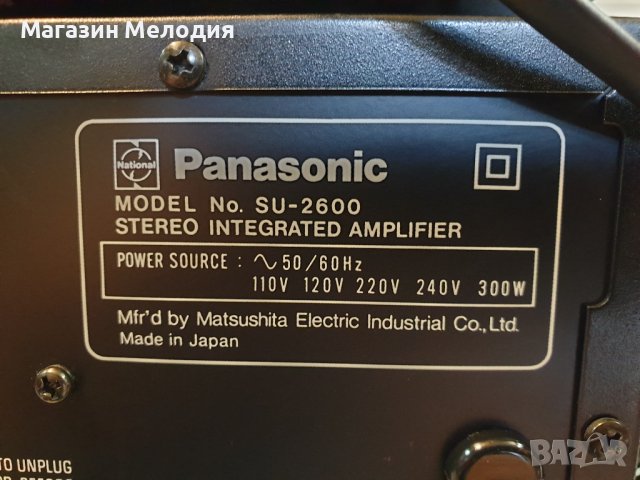 Магазин Мелодия
National Panasonic
MODEL No. SU-2600
STEREO INTEGRATED AMPLIFIER
POWER SOURCE : ∿ 50/60Hz
110V 120V 220V 240V 300W
Mfr'd by Matsushita Electric Industrial Co., Ltd.
Made in Japan
TO UNPLUG
BAZAR